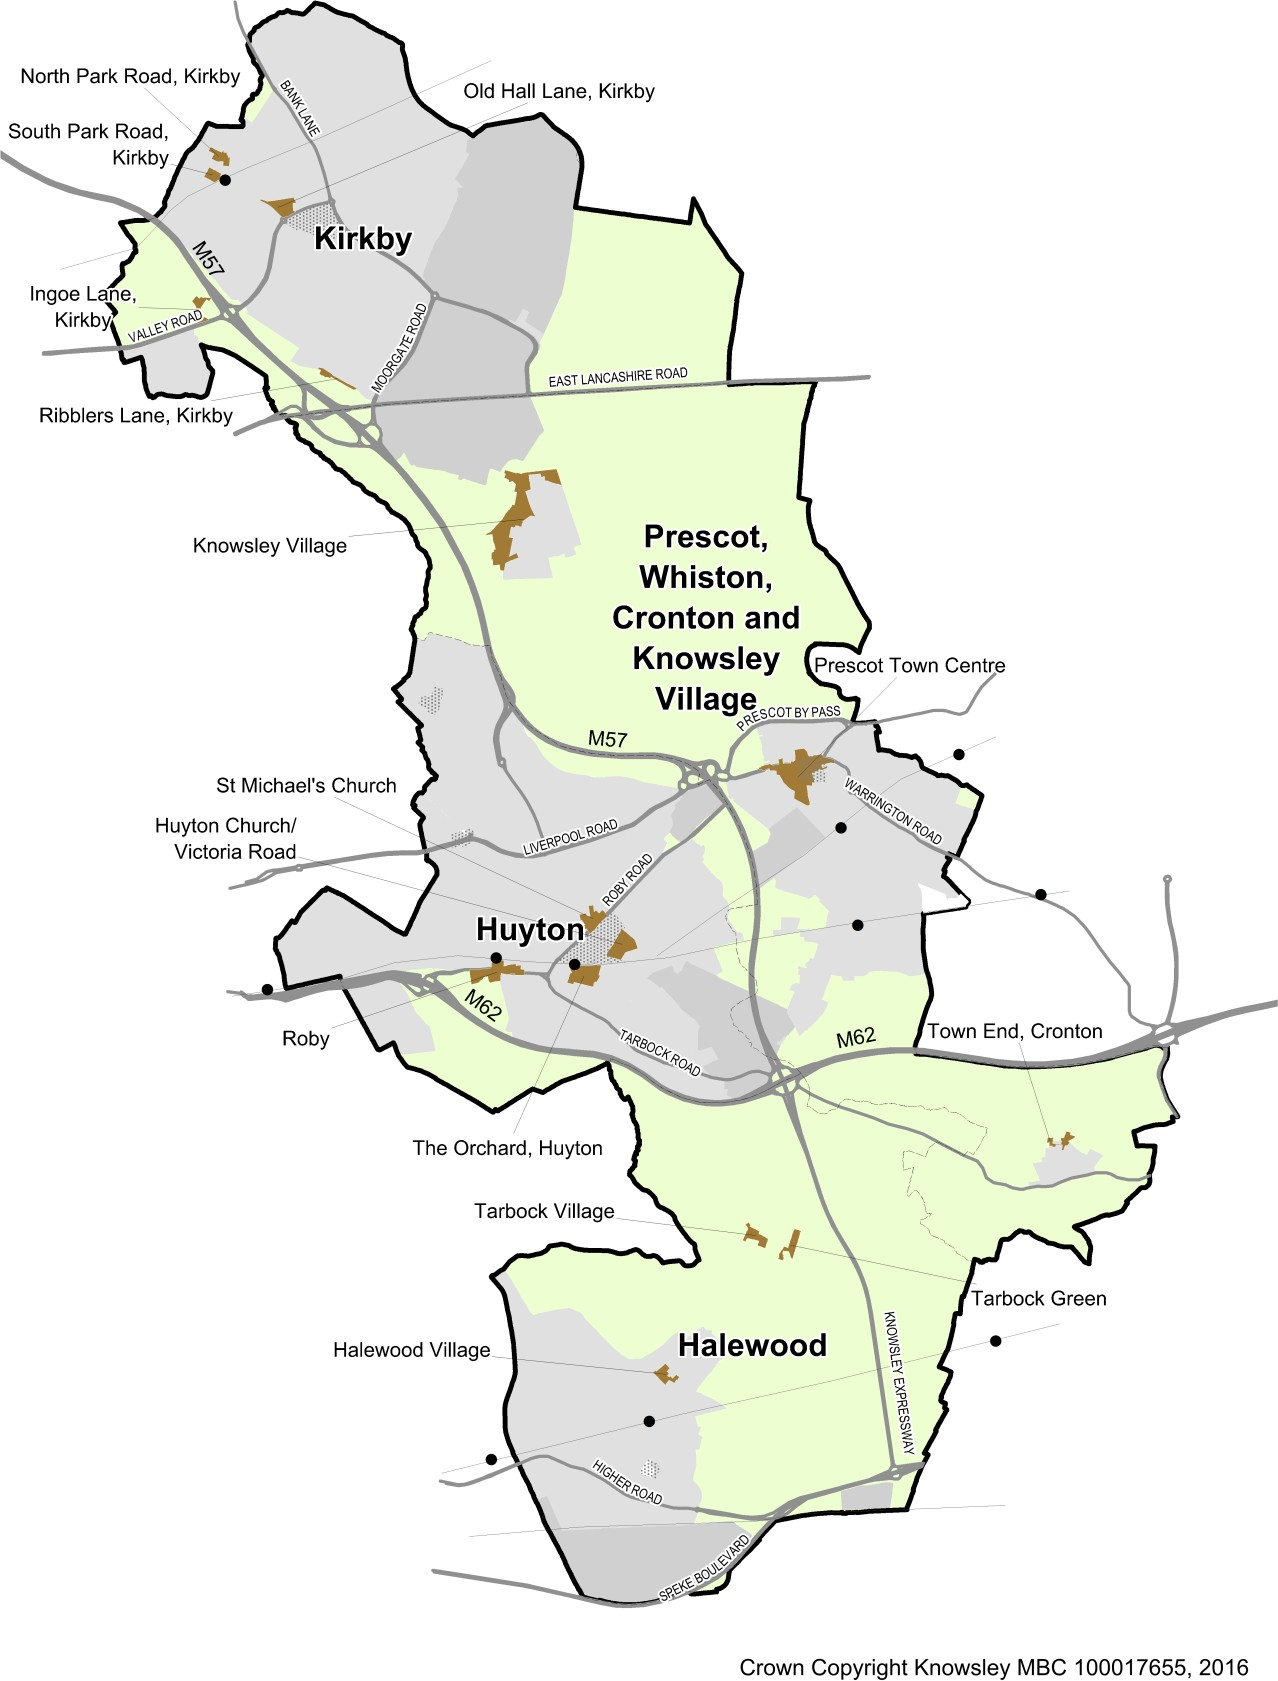 North Park Road, Kirkby
Old Hall Lane, Kirkby
BANK LANE
South Park Road,
Kirkby
Kirkby
M57
Ingoe Lane,
Kirkby
VALLEY ROAD
MOORGATE ROAD
EAST LANCASHIRE ROAD
Ribblers Lane, Kirkby
Knowsley Village
Prescot,
Whiston,
Cronton and
Knowsley
Village
Prescot Town Centre
PRESCOT BY PASS
M57
St Michael's Church
WARRINGTON ROAD
Huyton Church/
Victoria Road
LIVERPOOL ROAD
ROBY ROAD
Huyton
M62
Roby
TARBOCK ROAD
M62
Town End, Cronton
The Orchard, Huyton
Tarbock Village
Tarbock Green
Halewood Village
Halewood
KNOWSLEY EXPRESSWAY
HIGHER ROAD
SPEKE BOULEVARD
Crown Copyright Knowsley MBC 100017655, 2016